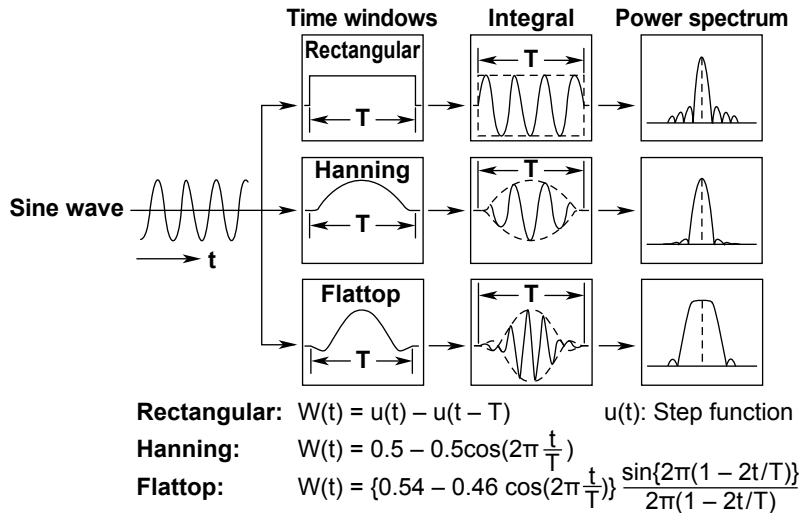 Time windows Integral Power spectrum
Rectangular
T
T
Hanning
T
T
Sine wave
t
Flattop
T
T
Rectangular: W(t) = u(t) – u(t – T) u(t): Step function
Hanning: W(t) = 0.5 – 0.5cos(2π t/T)
Flattop: W(t) = {0.54 – 0.46 cos(2π t/T)} sin{2π(1 – 2t/T)} / 2π(1 – 2t/T)